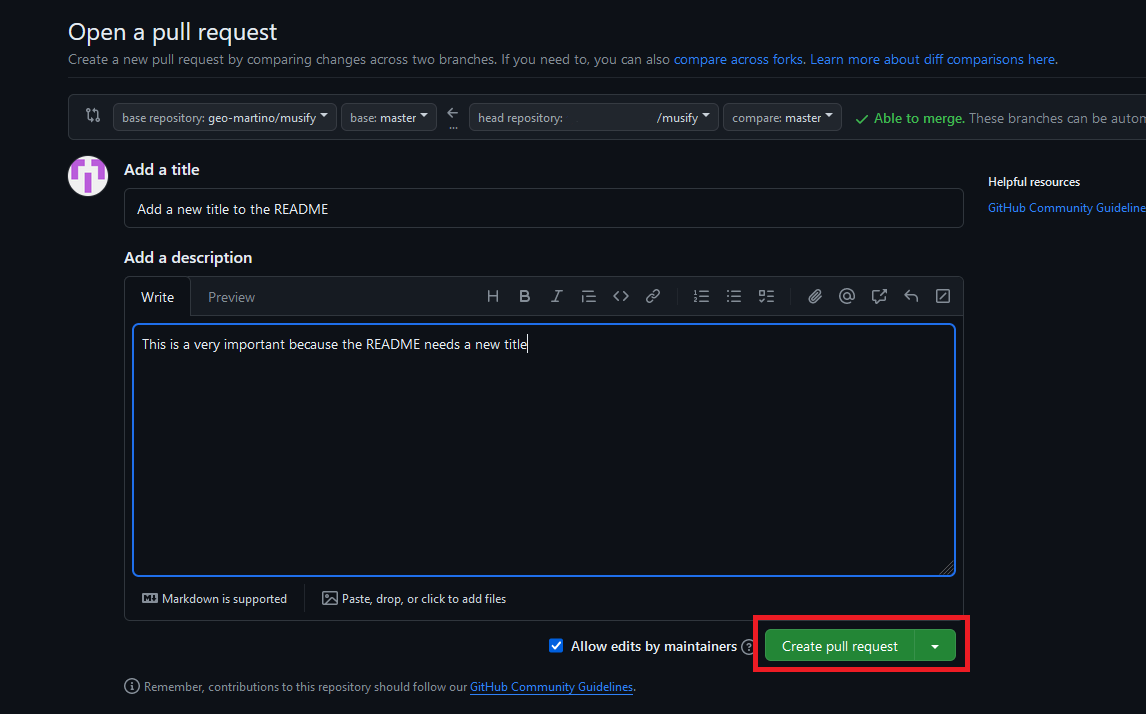 Open a pull request
Create a new pull request by comparing changes across two branches. If you need to, you can also compare across forks. Learn more about diff comparisons here.
base repository: geo-martino/musify base: master ← ... head repository: /musify compare: master ✓ Able to merge. These branches can be autom
Add a title
Helpful resources
Add a new title to the README
GitHub Community Guideline
Add a description
Write Preview
This is a very important because the README needs a new title
Markdown is supported Paste, drop, or click to add files
Allow edits by maintainers
Create pull request
Remember, contributions to this repository should follow our GitHub Community Guidelines.